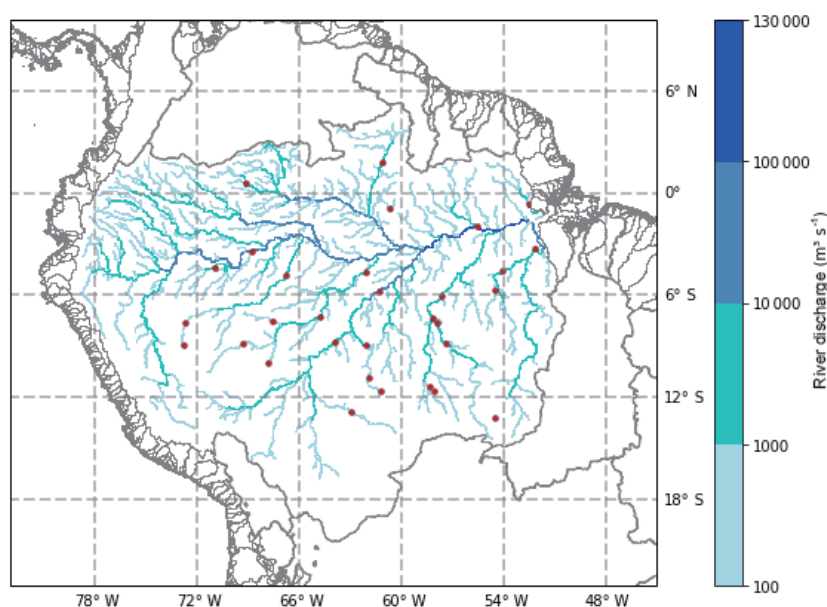 130 000
6° N
100 000
0°
River discharge (m³ s⁻¹)
6° S
10 000
12° S
1000
18° S
100
78° W
72° W
66° W
60° W
54° W
48° W